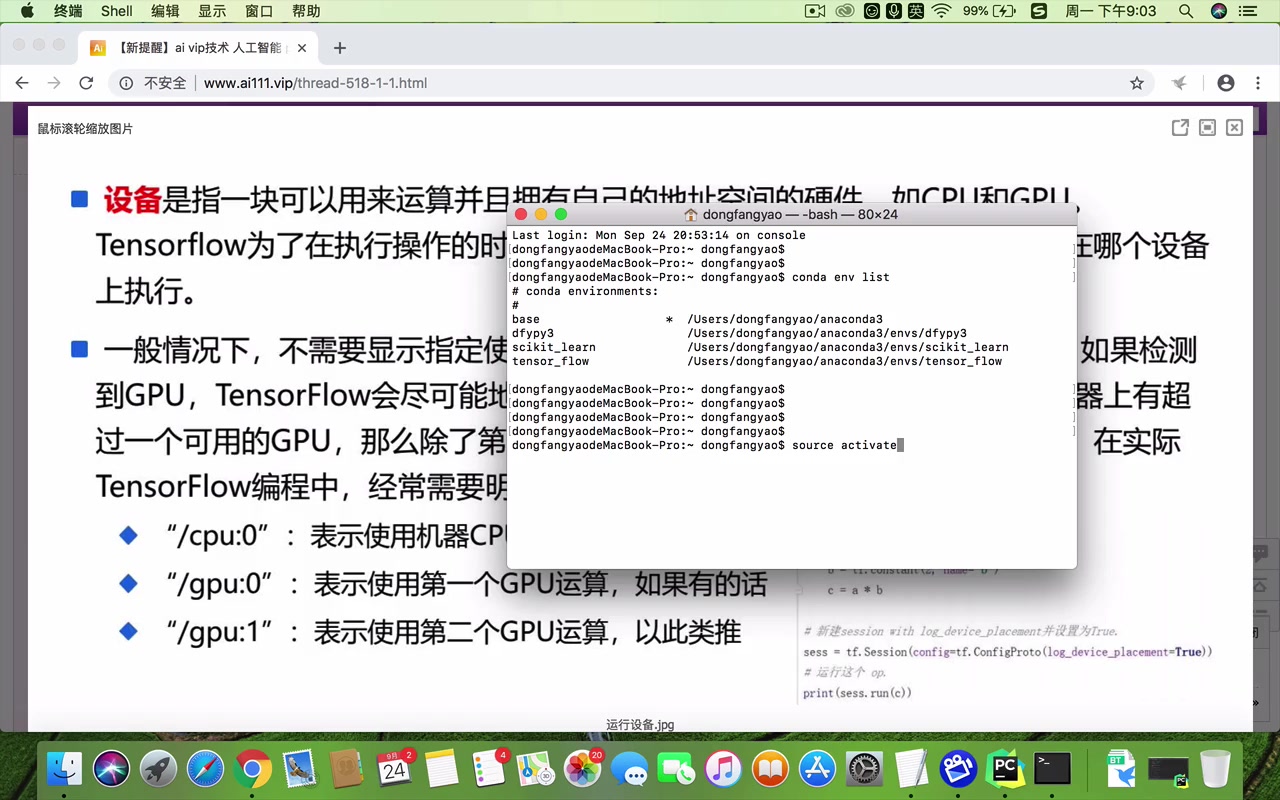 终端 Shell 编辑 显示 窗口 帮助 英 99% 周一 下午9:03
【新提醒】ai vip技术 人工智能
不安全 www.ai111.vip/thread-518-1-1.html
鼠标滚轮缩放图片
设备是指一块可以用来运算并且拥有自己的地址空间的硬件，如CPU和GPU。
Tensorflow为了在执行操作的时
在哪个设备
上执行。
一般情况下，不需要显示指定使
如果检测
到GPU，TensorFlow会尽可能地
器上有超
过一个可用的GPU，那么除了第
在实际
TensorFlow编程中，经常需要明
“/cpu:0” ：表示使用机器CPU
“/gpu:0” ：表示使用第一个GPU运算，如果有的话
“/gpu:1” ：表示使用第二个GPU运算，以此类推
dongfangyao — -bash — 80×24
Last login: Mon Sep 24 20:53:14 on console
dongfangyaodeMacBook-Pro:~ dongfangyao$
dongfangyaodeMacBook-Pro:~ dongfangyao$
dongfangyaodeMacBook-Pro:~ dongfangyao$ conda env list
# conda environments:
#
base * /Users/dongfangyao/anaconda3
dfypy3 /Users/dongfangyao/anaconda3/envs/dfypy3
scikit_learn /Users/dongfangyao/anaconda3/envs/scikit_learn
tensor_flow /Users/dongfangyao/anaconda3/envs/tensor_flow
dongfangyaodeMacBook-Pro:~ dongfangyao$
dongfangyaodeMacBook-Pro:~ dongfangyao$
dongfangyaodeMacBook-Pro:~ dongfangyao$
dongfangyaodeMacBook-Pro:~ dongfangyao$
dongfangyaodeMacBook-Pro:~ dongfangyao$ source activate
c = a * b
# 新建session with log_device_placement并设置为True.
sess = tf.Session(config=tf.ConfigProto(log_device_placement=True))
# 运行这个 op.
print(sess.run(c))
运行设备.jpg
9月 24 2 4 20 PC >_ BT PC